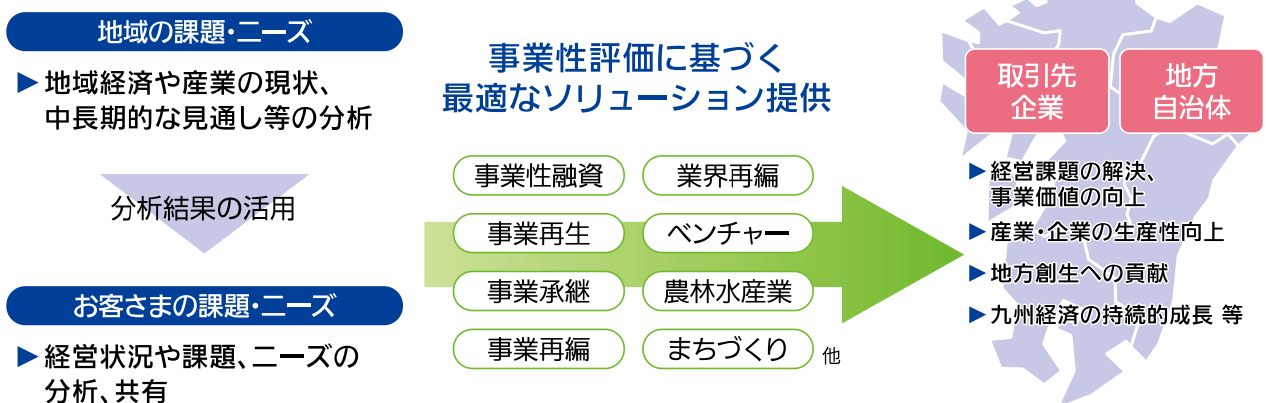 地域の課題・ニーズ
▶地域経済や産業の現状、
中長期的な見通し等の分析
分析結果の活用
お客さまの課題・ニーズ
▶経営状況や課題、ニーズの
分析、共有
事業性評価に基づく
最適なソリューション提供
事業性融資
業界再編
事業再生
ベンチャー
事業承継
農林水産業
事業再編
まちづくり
他
取引先
企業
地方
自治体
▶経営課題の解決、
事業価値の向上
▶産業・企業の生産性向上
▶地方創生への貢献
▶九州経済の持続的成長 等